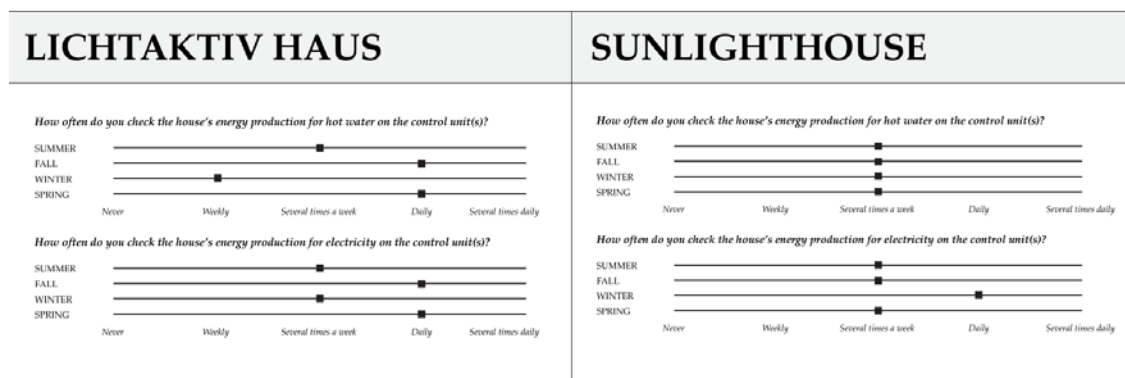 LICHTAKTIV HAUS
How often do you check the house's energy production for hot water on the control unit(s)?
SUMMER
FALL
WINTER
SPRING
Never Weekly Several times a week Daily Several times daily
How often do you check the house's energy production for electricity on the control unit(s)?
SUMMER
FALL
WINTER
SPRING
Never Weekly Several times a week Daily Several times daily
SUNLIGHTHOUSE
How often do you check the house's energy production for hot water on the control unit(s)?
SUMMER
FALL
WINTER
SPRING
Never Weekly Several times a week Daily Several times daily
How often do you check the house's energy production for electricity on the control unit(s)?
SUMMER
FALL
WINTER
SPRING
Never Weekly Several times a week Daily Several times daily